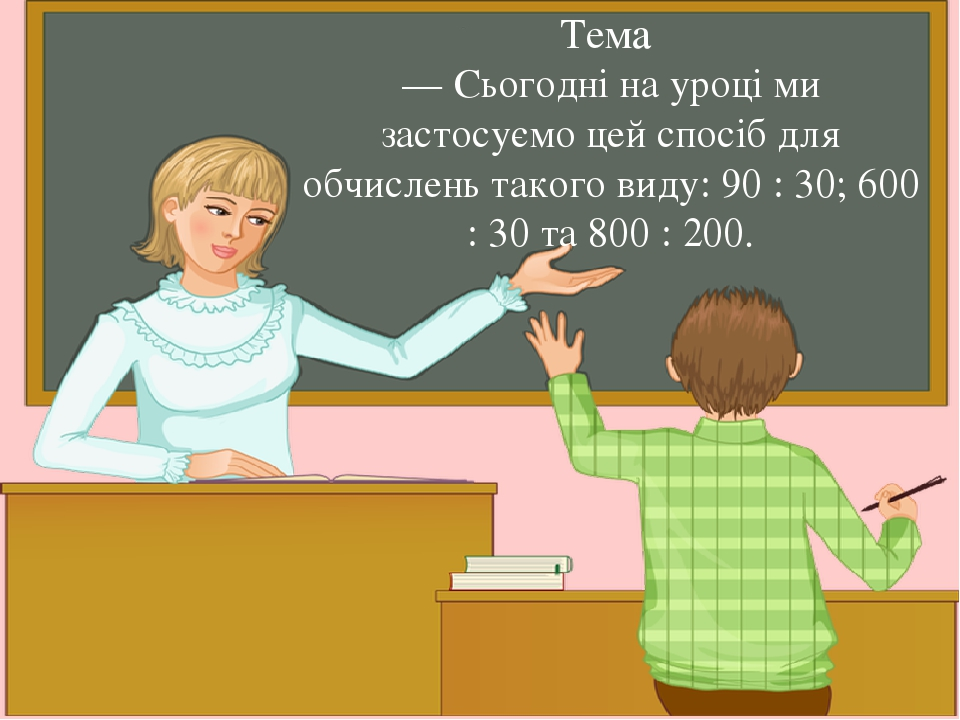 Тема
— Сьогодні на уроці ми
застосуємо цей спосіб для
обчислень такого виду: 90 : 30; 600
: 30 та 800 : 200.